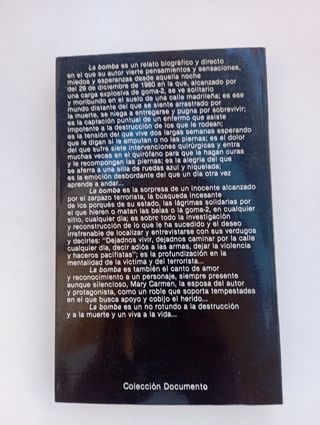 La bomba es un relato biográfico y directo
en el que su autor vierte pensamientos y sensaciones,
miedos y esperanzas desde aquella noche
del 29 de diciembre de 1980 en la que, alcanzado por
una carga explosiva de goma-2, se ve solitario
y moribundo en el suelo de una calle madrileña; es ese
mundo distante del que se siente arrastrado por
la muerte, se niega a entregarse y pugna por sobrevivir;
es la captación puntual de un enfermo que asiste
impotente a la destrucción de los que le rodean;
es la tensión del que vive dos largas semanas esperando
que le digan si le amputan o no las piernas; es el dolor
del que sufre siete intervenciones quirúrgicas y entra
muchas veces en el quirófano para que le hagan curas
y le recompongan las piernas; es la alegría del que
se aferra a una silla de ruedas azul y niquelada;
es la emoción desbordante del que un día otra vez
aprende a andar...
La bomba es la sorpresa de un inocente alcanzado
por el zarpazo terrorista, la búsqueda incesante
de los porqués de su estado, las lágrimas solidarias por
el que hieren o matan las balas o la goma-2, en cualquier
sitio, cualquier día; es sobre todo la investigación
y reconstrucción de lo que le ha sucedido y el deseo
irrefrenable de localizar y entrevistarse con sus verdugos
y decirles: "Dejadnos vivir, dejadnos caminar por la calle
cualquier día, decir adiós a las armas, dejar la violencia
y haceros pacifistas"; es la profundización en la
mentalidad de la víctima y del terrorista...
La bomba es también el canto de amor
y reconocimiento a un personaje, siempre presente
aunque silencioso, Mary Carmen, la esposa del autor
y protagonista, como un roble que soporta tempestades
en el que busca apoyo y cobijo el herido...
La bomba es un no rotundo a la destrucción
y a la muerte y un viva a la vida...
Colección Documento